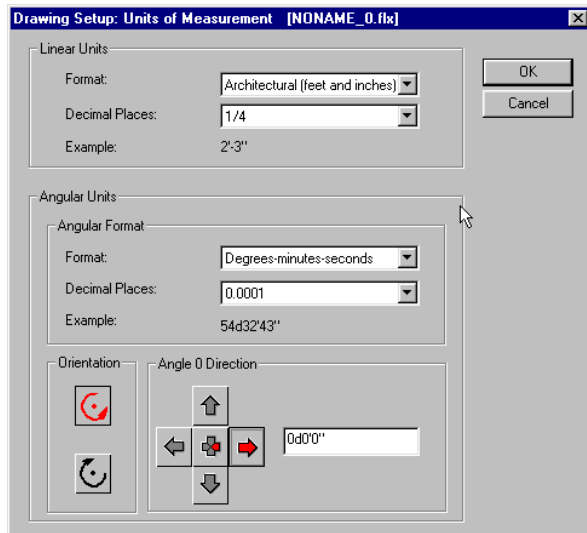 Drawing Setup: Units of Measurement [NONAME_0.flx]
Linear Units
Format: Architectural (feet and inches)
OK
Decimal Places: 1/4
Cancel
Example: 2'-3"
Angular Units
Angular Format
Format: Degrees-minutes-seconds
Decimal Places: 0.0001
Example: 54d32'43"
Orientation
Angle 0 Direction
0d0'0"